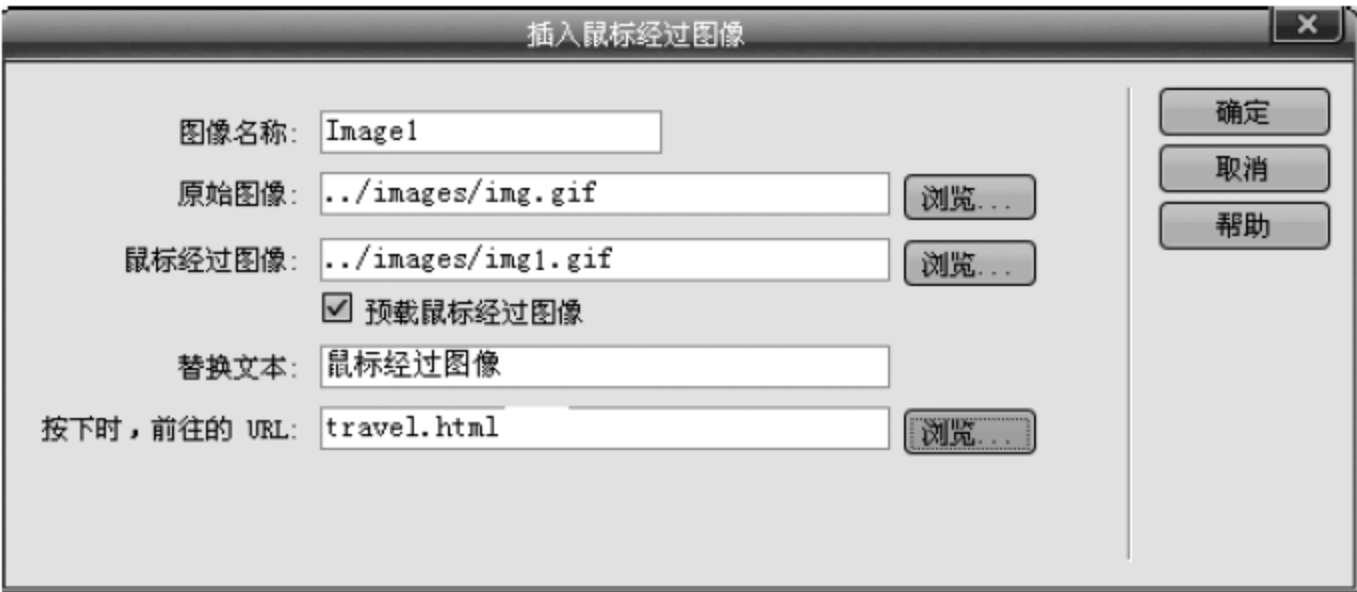 插入鼠标经过图像
图像名称: Image1
原始图像: ../images/img.gif 浏览...
鼠标经过图像: ../images/img1.gif 浏览...
预载鼠标经过图像
替换文本: 鼠标经过图像
按下时，前往的 URL: travel.html 浏览...
确定
取消
帮助